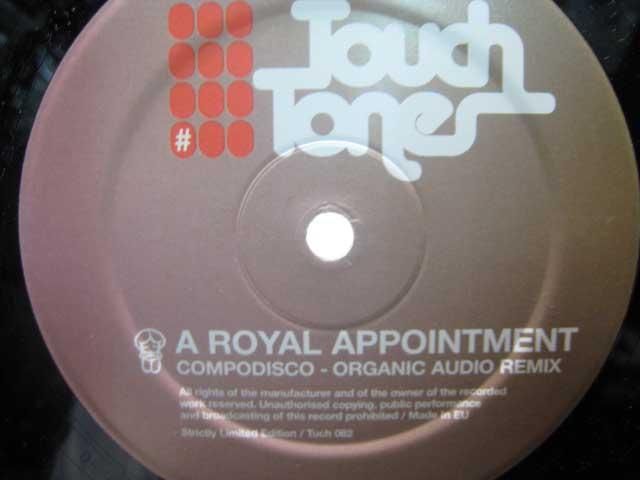 Touch
Tones
#
A ROYAL APPOINTMENT
COMPODISCO - ORGANIC AUDIO REMIX
All rights of the manufacturer and of the owner of the recorded
work reserved. Unauthorised copying, public performance
and broadcasting of this record prohibited / Made in EU
Strictly Limited Edition / Tuch 082